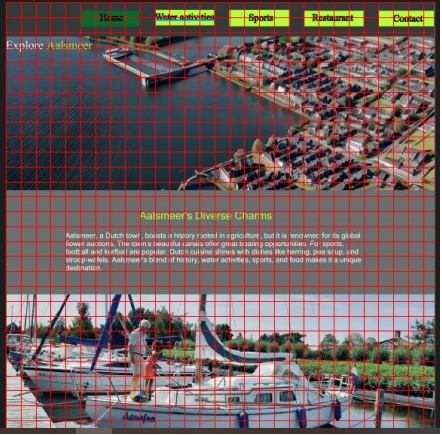 Home
Water activities
Sports
Restaurant
Contact
Explore Aalsmeer
Aalsmeer's Diverse Charms
Aalsmeer, a Dutch town, boasts a history rooted in agriculture, but it is renowned for its global
flower auctions. The town's beautiful canals offer great boating opportunities. For sports,
football and korfball are popular. Dutch cuisine shines with dishes like herring, pea soup, and
stroopwafels. Aalsmeer's blend of history, water activities, sports, and food makes it a unique
destination.